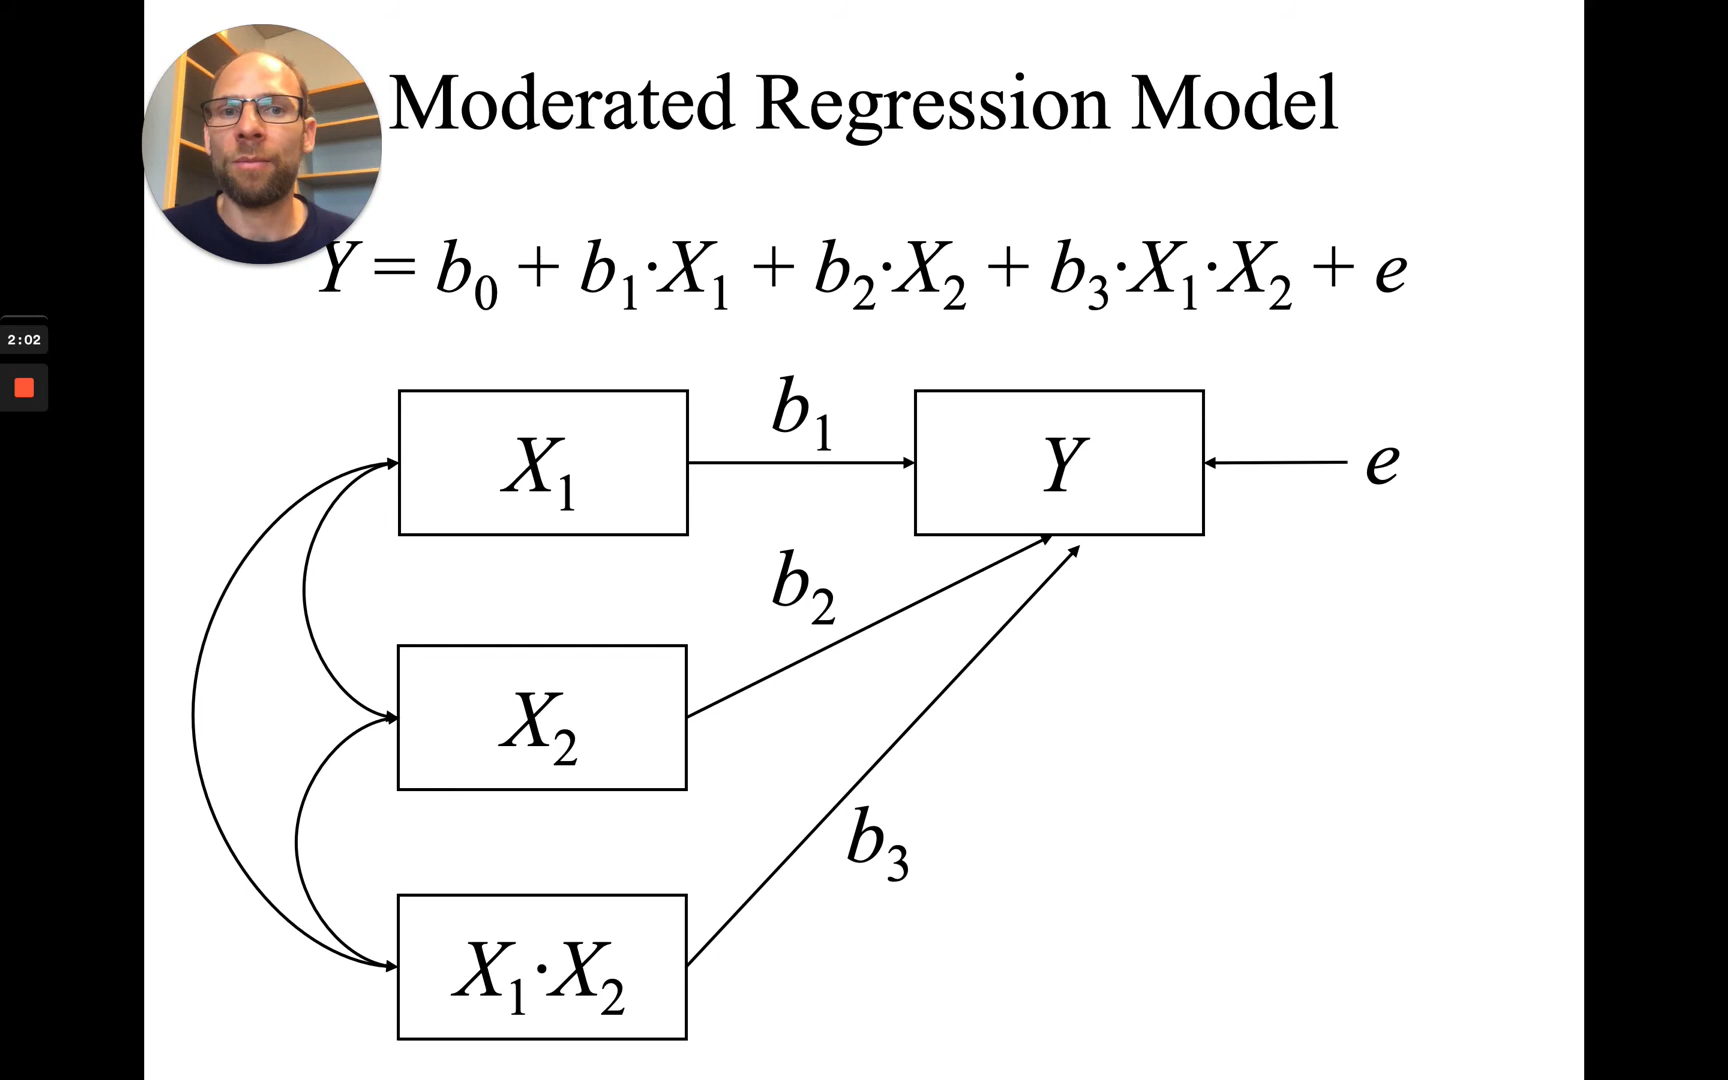 Moderated Regression Model
Y = b₀ + b₁·X₁ + b₂·X₂ + b₃·X₁·X₂ + e
2:02
b₁
X₁
Y
e
b₂
X₂
b₃
X₁·X₂